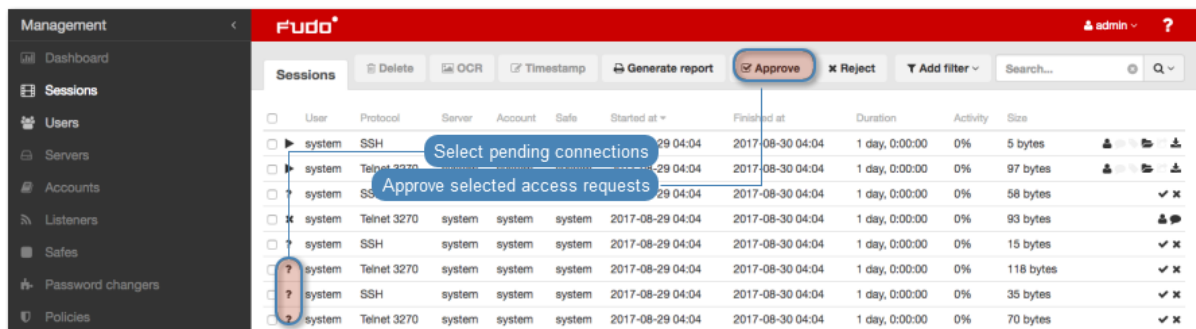 Management < FUDO admin ?
Dashboard
Sessions Delete OCR Timestamp Generate report Approve Reject Add filter Search...
Sessions
Users User Protocol Server Account Safe Started at Finished at Duration Activity Size
system SSH 29 04:04 2017-08-30 04:04 1 day, 0:00:00 0% 5 bytes
Select pending connections
Servers
system 2017-08-30 04:04 1 day, 0:00:00 0% 97 bytes
Approve selected access requests
Accounts
? system 29 04:04 2017-08-30 04:04 1 day, 0:00:00 0% 58 bytes
Listeners
system Telnet 3270 system system system 2017-08-29 04:04 2017-08-30 04:04 1 day, 0:00:00 0% 93 bytes
? system SSH system system system 2017-08-29 04:04 2017-08-30 04:04 1 day, 0:00:00 0% 15 bytes
Safes
? system Telnet 3270 system system system 2017-08-29 04:04 2017-08-30 04:04 1 day, 0:00:00 0% 118 bytes
Password changers
? system SSH system system system 2017-08-29 04:04 2017-08-30 04:04 1 day, 0:00:00 0% 35 bytes
Policies
? system Telnet 3270 system system system 2017-08-29 04:04 2017-08-30 04:04 1 day, 0:00:00 0% 70 bytes